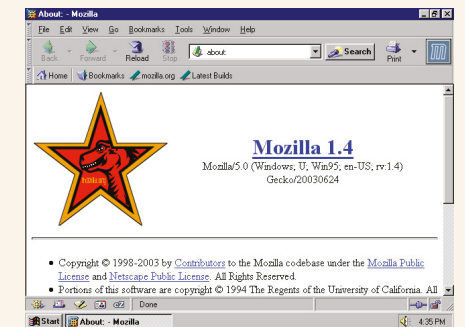 About: - Mozilla
File Edit View Go Bookmarks Tools Window Help
Back Forward Reload Stop about: Search Print
Home Bookmarks mozilla.org Latest Builds
mozilla.org
Mozilla 1.4
Mozilla/5.0 (Windows; U; Win95; en-US; rv:1.4)
Gecko/20030624
Copyright © 1998-2003 by Contributors to the Mozilla codebase under the Mozilla Public
License and Netscape Public License. All Rights Reserved.
Portions of this software are copyright © 1994 The Regents of the University of California. All
Done
Start About: - Mozilla 4:35 PM